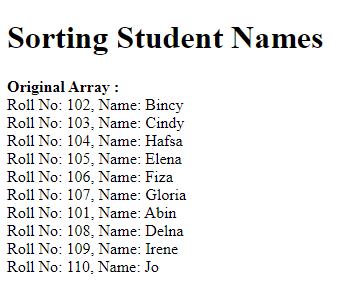 Sorting Student Names
Original Array :
Roll No: 102, Name: Bincy
Roll No: 103, Name: Cindy
Roll No: 104, Name: Hafsa
Roll No: 105, Name: Elena
Roll No: 106, Name: Fiza
Roll No: 107, Name: Gloria
Roll No: 101, Name: Abin
Roll No: 108, Name: Delna
Roll No: 109, Name: Irene
Roll No: 110, Name: Jo